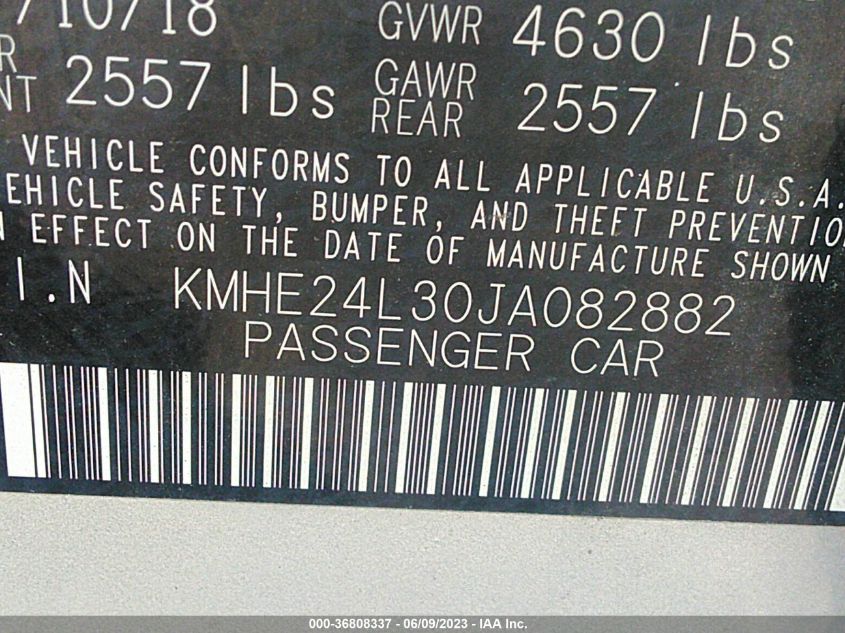 710718 GVWR 4630 lbs
NT 2557 lbs GAWR REAR 2557 lbs
VEHICLE CONFORMS TO ALL APPLICABLE U.S.A.
EHICLE SAFETY, BUMPER, AND THEFT PREVENTIO
N EFFECT ON THE DATE OF MANUFACTURE SHOWN
I.N KMHE24L30JA082882
PASSENGER CAR
000-36808337 - 06/09/2023 - IAA Inc.